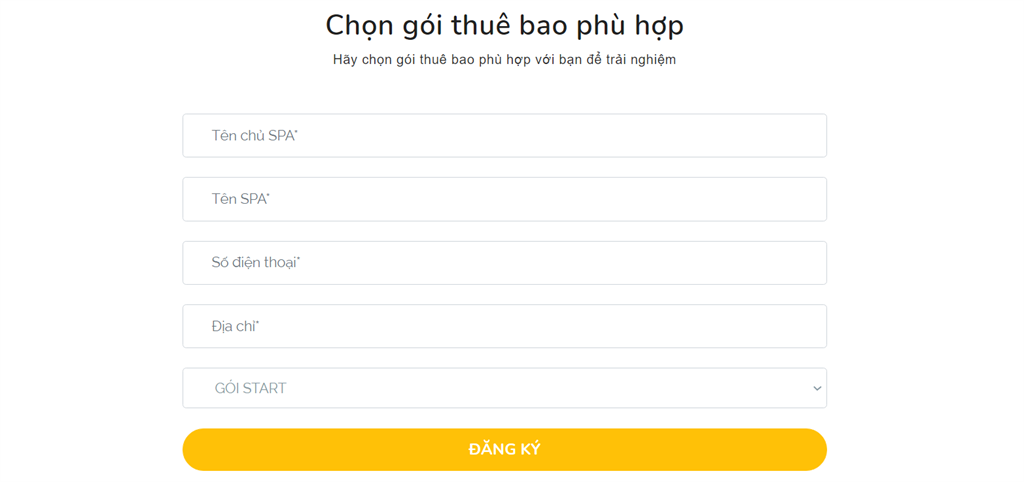 Chọn gói thuê bao phù hợp
Hãy chọn gói thuê bao phù hợp với bạn để trải nghiệm
Tên chủ SPA*
Tên SPA*
Số điện thoại*
Địa chỉ*
GÓI START
ĐĂNG KÝ